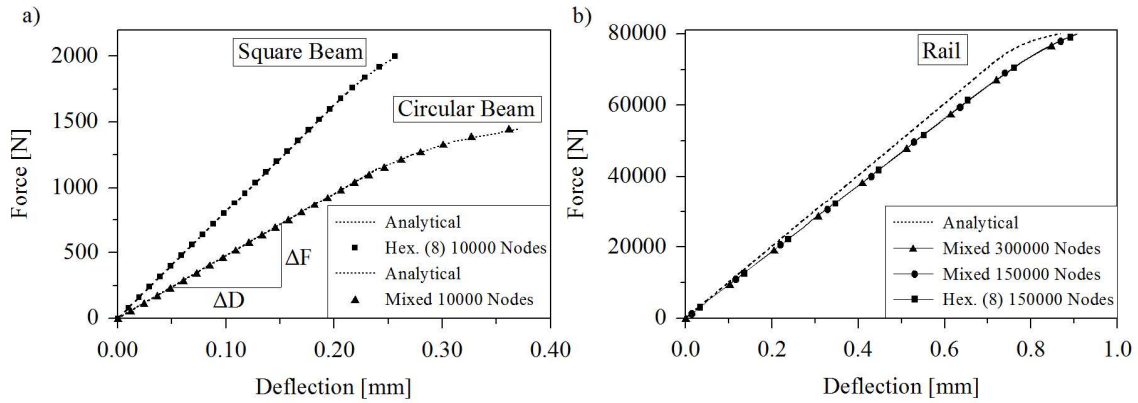 a)
Square Beam
Circular Beam
Force [N]
2000
1500
1000
500
0
ΔF
ΔD
Analytical
Hex. (8) 10000 Nodes
Analytical
Mixed 10000 Nodes
0.00 0.10 0.20 0.30 0.40
Deflection [mm]
b)
Rail
Force [N]
80000
60000
40000
20000
0
Analytical
Mixed 300000 Nodes
Mixed 150000 Nodes
Hex. (8) 150000 Nodes
0.0 0.2 0.4 0.6 0.8 1.0
Deflection [mm]